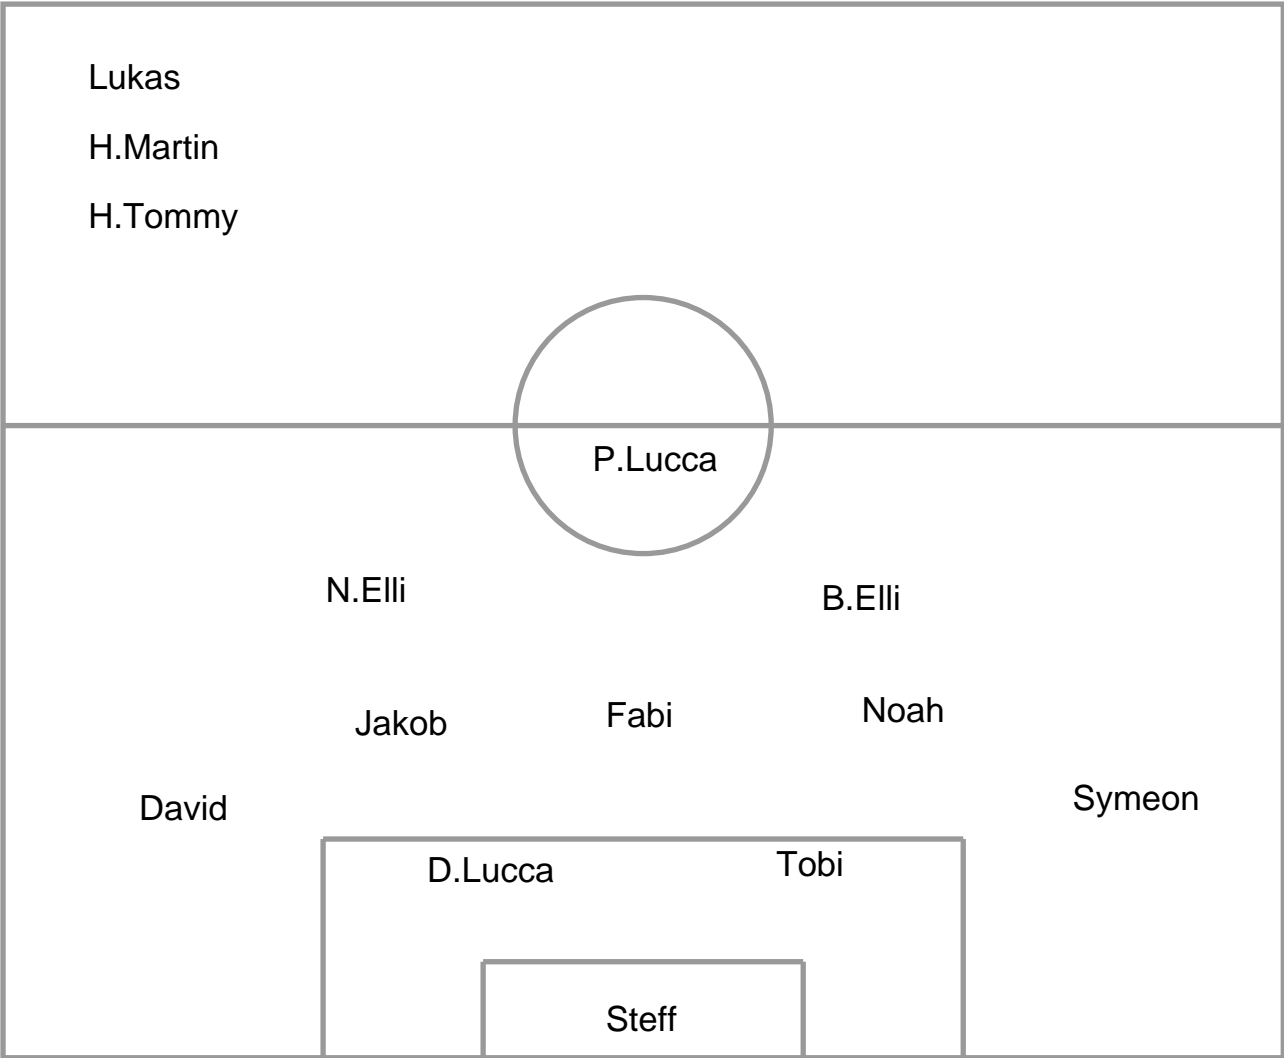 Lukas
H.Martin
H.Tommy
P.Lucca
N.Elli
B.Elli
Jakob
Fabi
Noah
David
Symeon
D.Lucca
Tobi
Steff